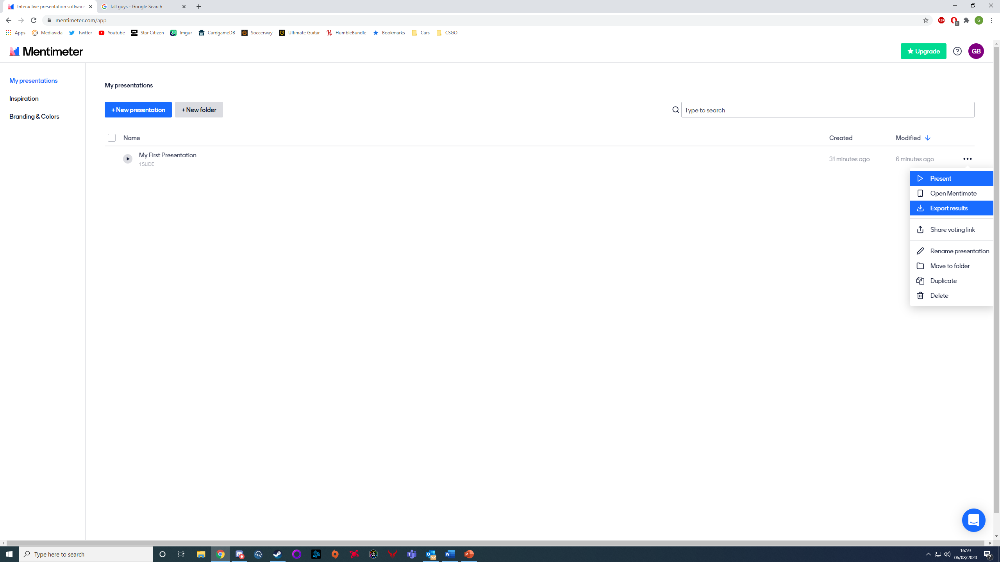 Interactive presentation software
fall guys - Google Search
mentimeter.com/app
ABP
1
G
Apps
Mediavida
Twitter
Youtube
Star Citizen
Imgur
CardgameDB
Soccerway
Ultimate Guitar
HumbleBundle
Bookmarks
Cars
CSGO
Mentimeter
Upgrade
GB
My presentations
Inspiration
Branding & Colors
My presentations
+ New presentation
+ New folder
Type to search
Name
Created
Modified
My First Presentation
1 SLIDE
31 minutes ago
6 minutes ago
Present
Open Mentimote
Export results
Share voting link
Rename presentation
Move to folder
Duplicate
Delete
Type here to search
16:59
06/08/2020
7